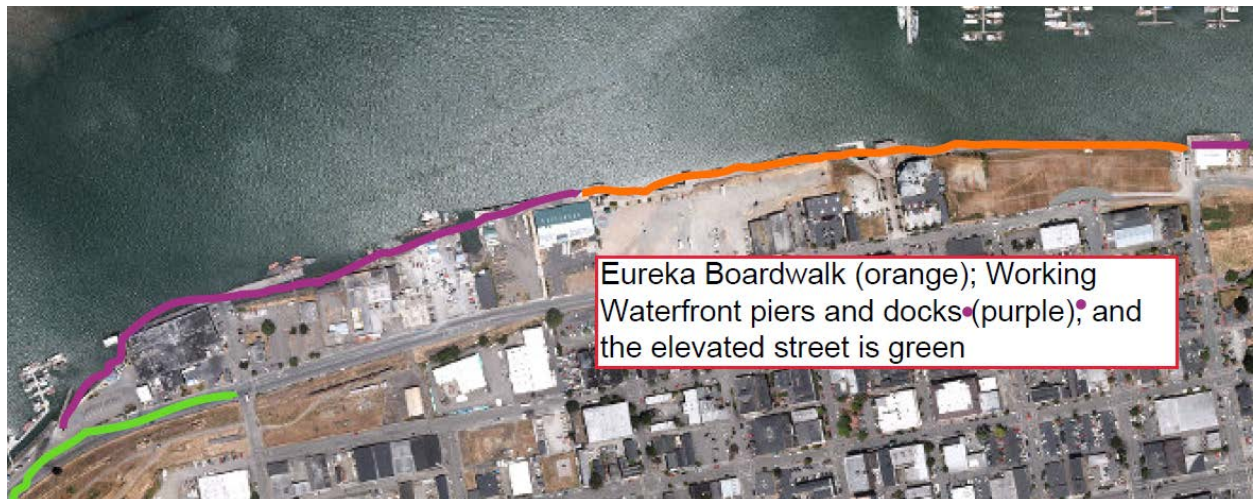 Eureka Boardwalk (orange); Working
Waterfront piers and docks (purple); and
the elevated street is green